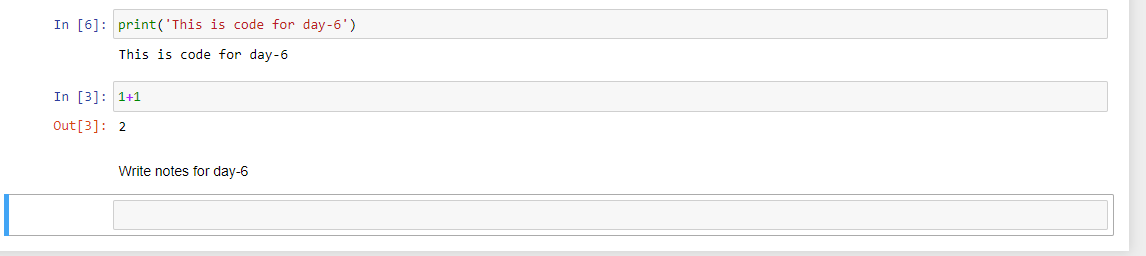 In [6]: print('This is code for day-6')
This is code for day-6
In [3]: 1+1
Out[3]: 2
Write notes for day-6